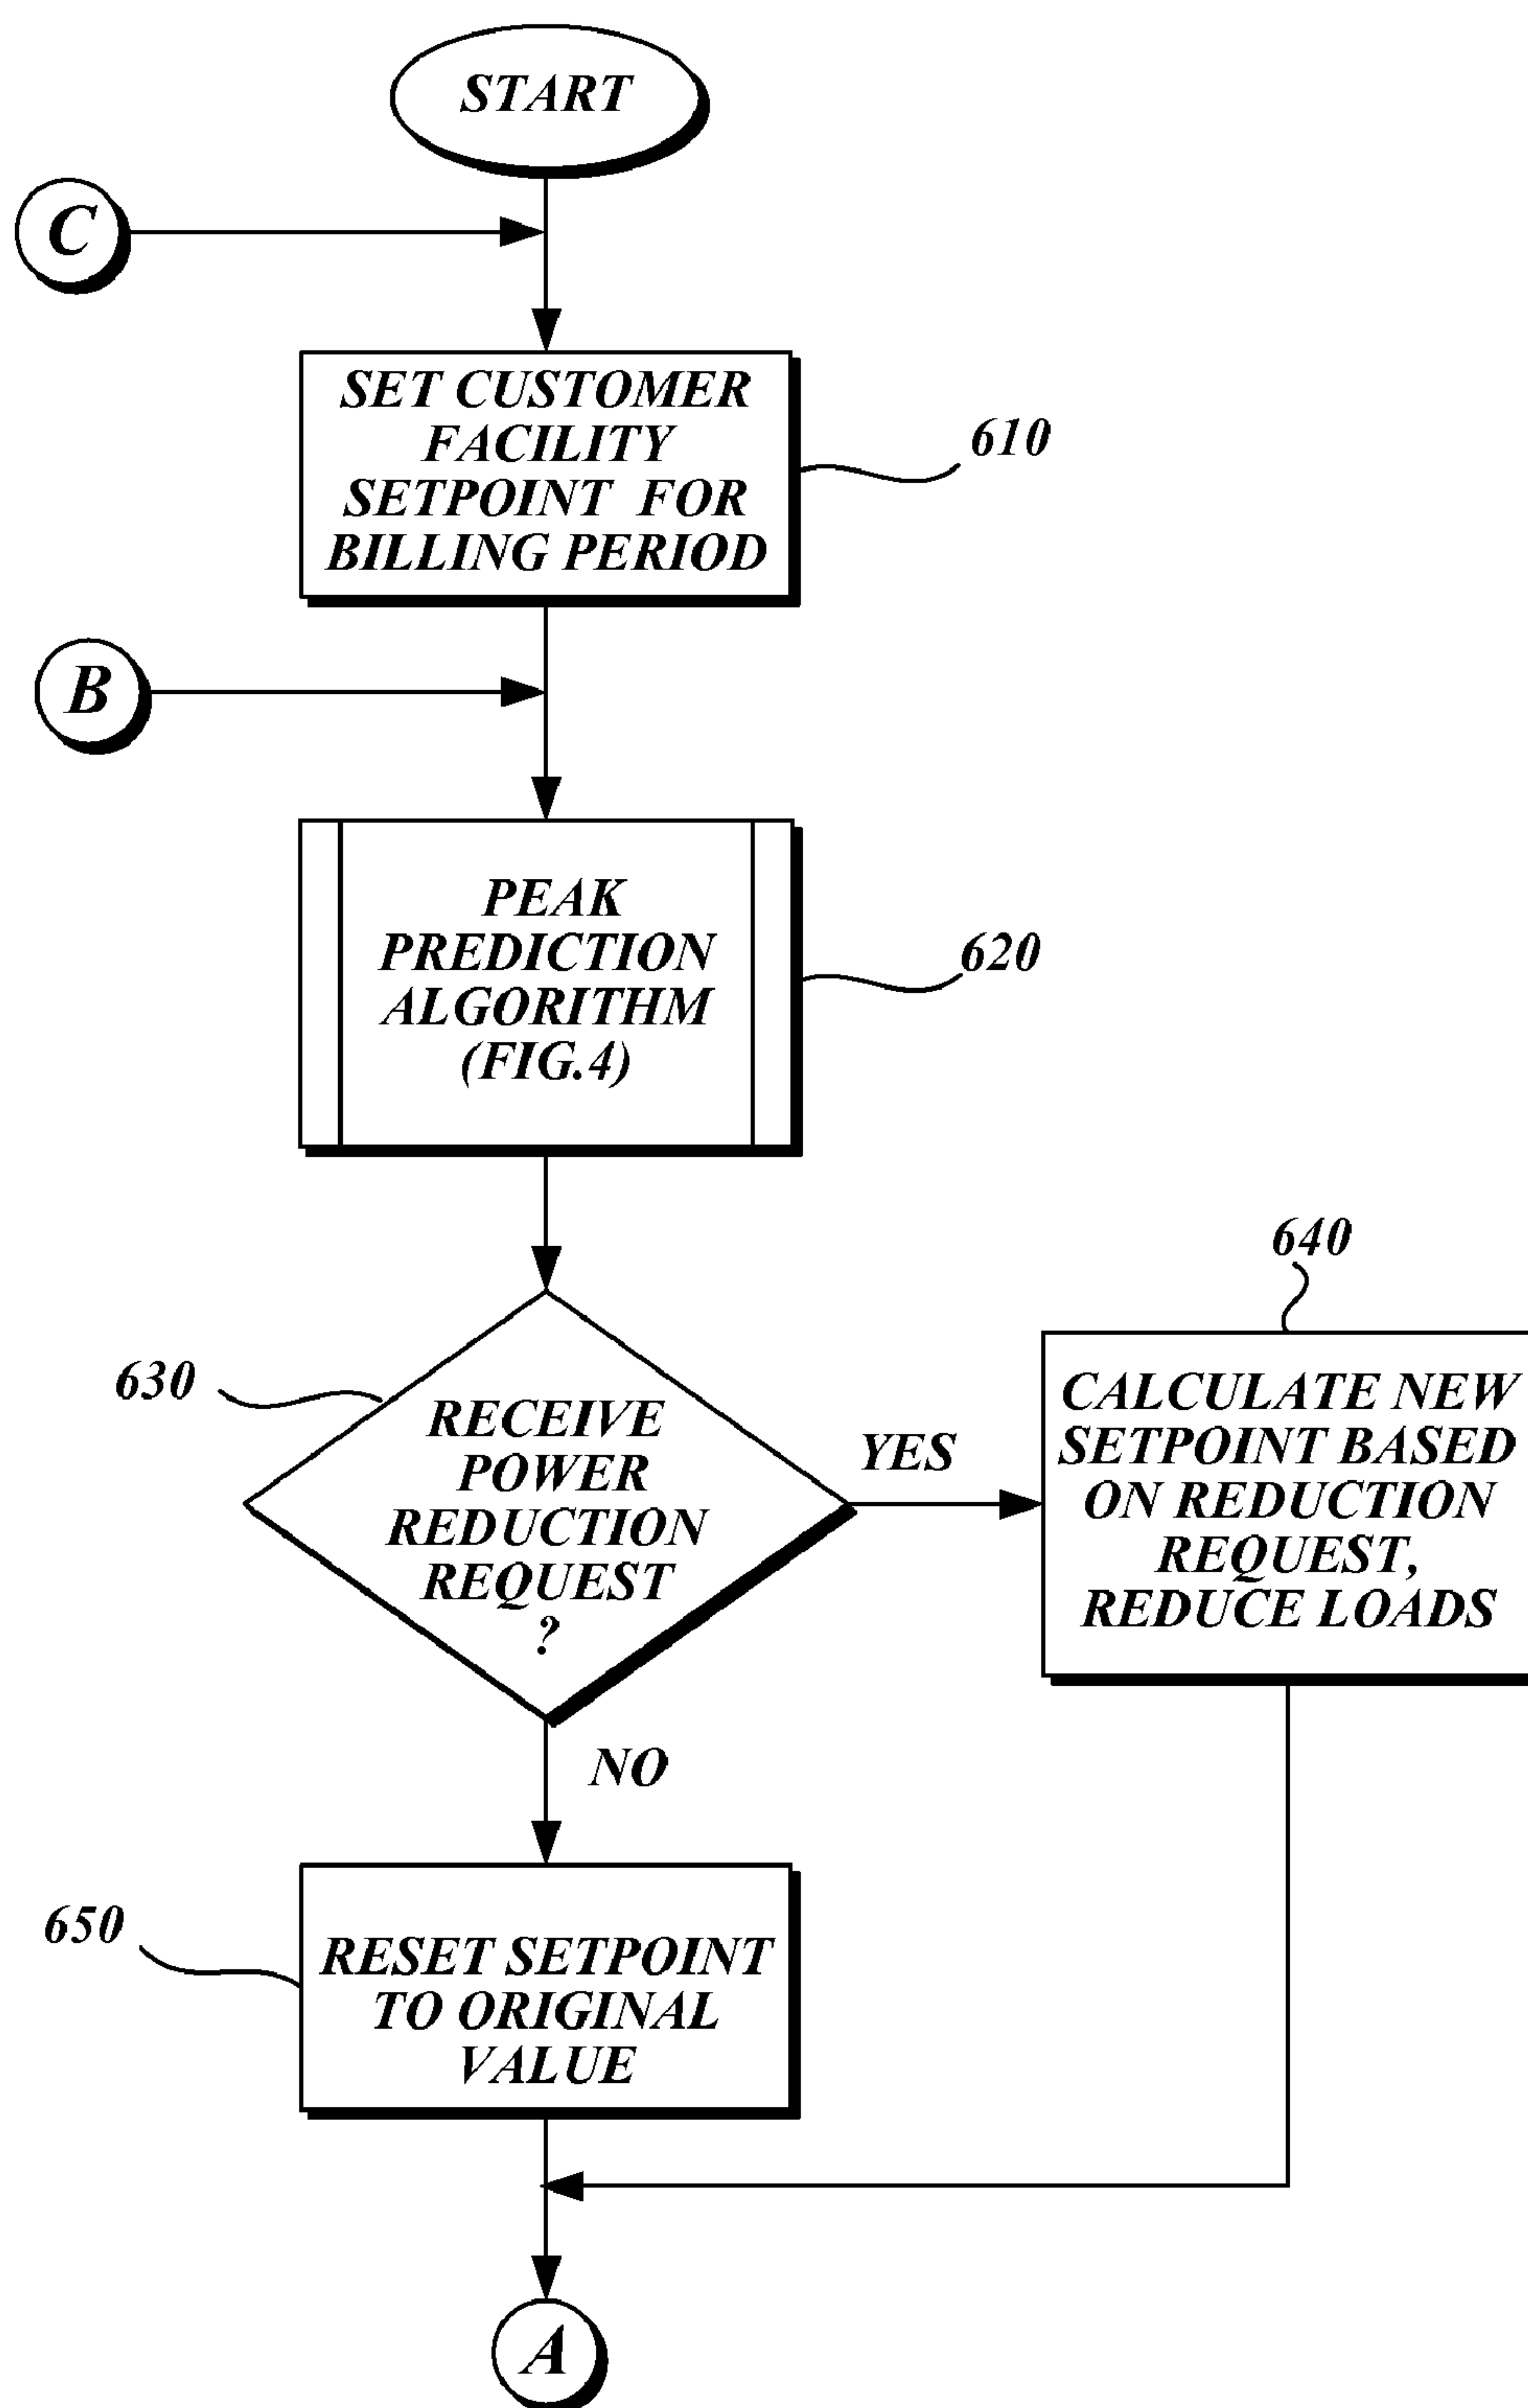 START
C
SET CUSTOMER
FACILITY
SETPOINT FOR
BILLING PERIOD
610
B
PEAK
PREDICTION
ALGORITHM
(FIG.4)
620
630
RECEIVE
POWER
REDUCTION
REQUEST
?
YES
640
CALCULATE NEW
SETPOINT BASED
ON REDUCTION
REQUEST,
REDUCE LOADS
NO
650
RESET SETPOINT
TO ORIGINAL
VALUE
A